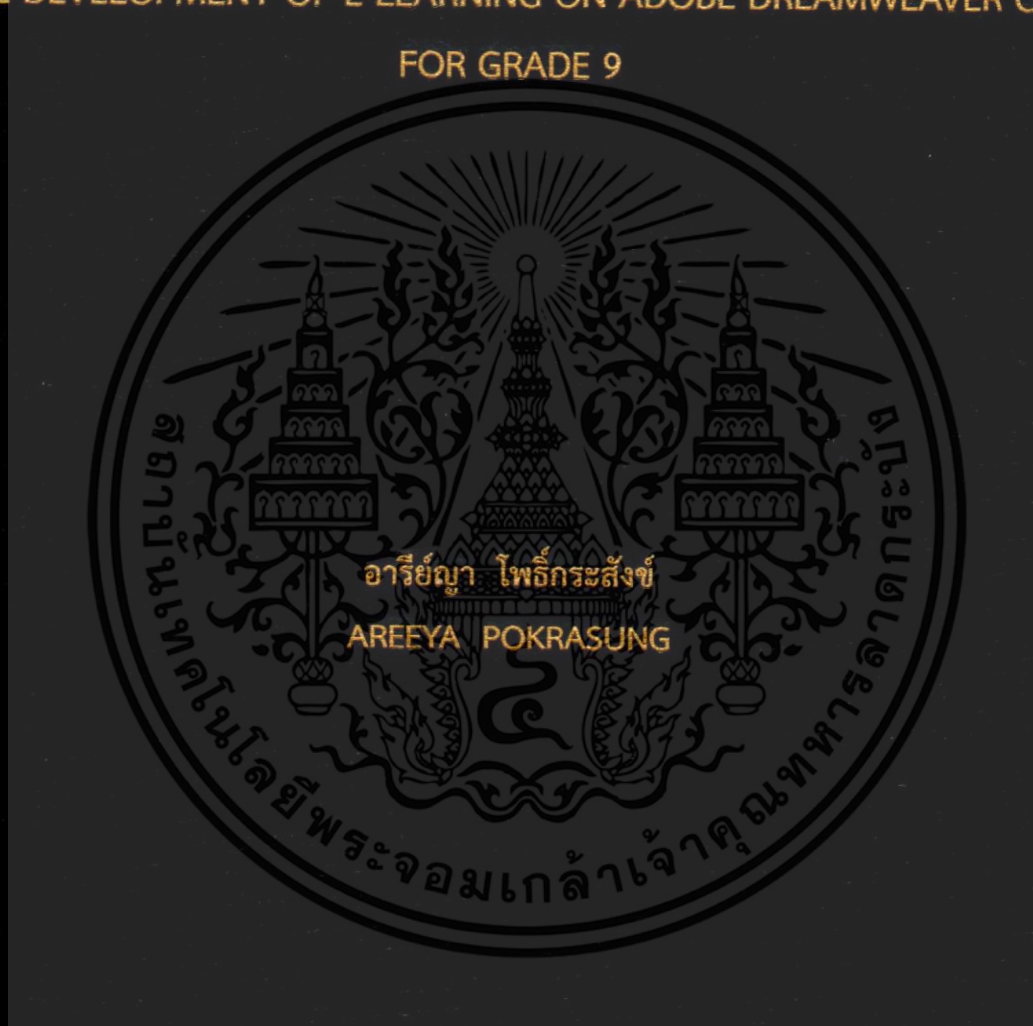 DEVELOPMENT OF E-LEARNING ON ADOBE DREAMWEAVER
FOR GRADE 9
อารีย์ญา โพธิ์กระสังข์
AREEYA POKRASUNG
๔
สถาบันเทคโนโลยีพระจอมเกล้าเจ้าคุณทหารลาดกระบัง